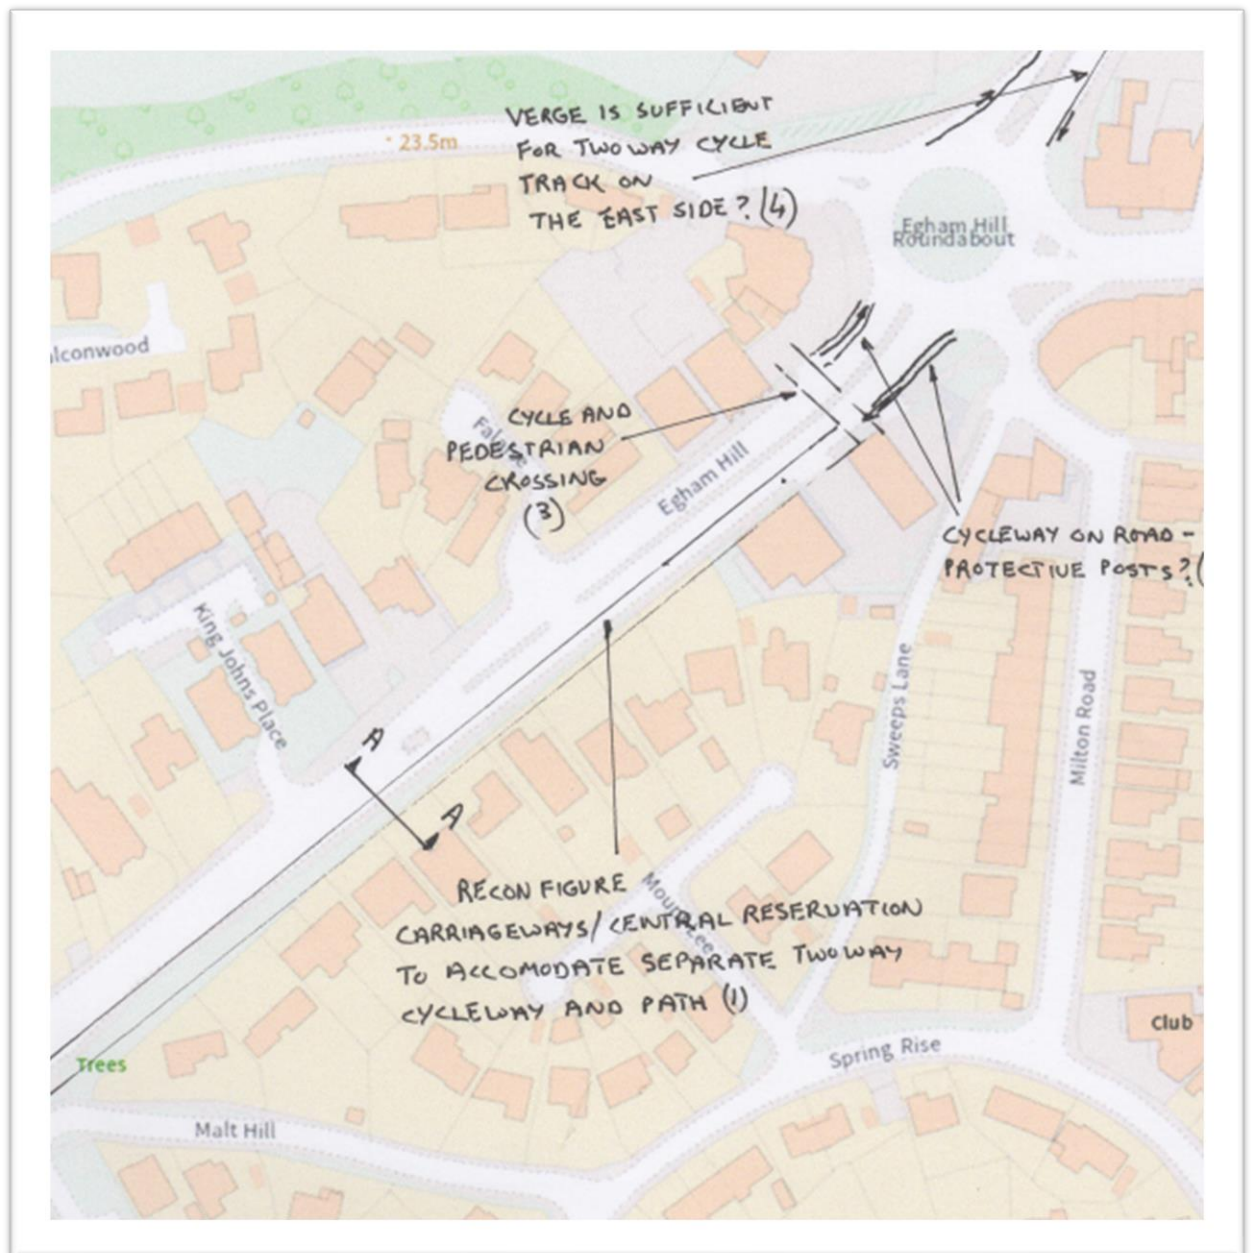 VERGE IS SUFFICIENT
FOR TWO WAY CYCLE
TRACK ON
THE EAST SIDE? (4)
23.5m
Egham Hill
Roundabout
lconwood
CYCLE AND
PEDESTRIAN
CROSSING
(3)
Egham Hill
CYCLEWAY ON ROAD -
PROTECTIVE POSTS? (
King Johns Place
Sweeps Lane
Milton Road
A
A
RECONFIGURE
CARRIAGEWAYS/CENTRAL RESERVATION
TO ACCOMODATE SEPARATE TWO WAY
CYCLEWAY AND PATH (1)
Club
Trees
Spring Rise
Malt Hill